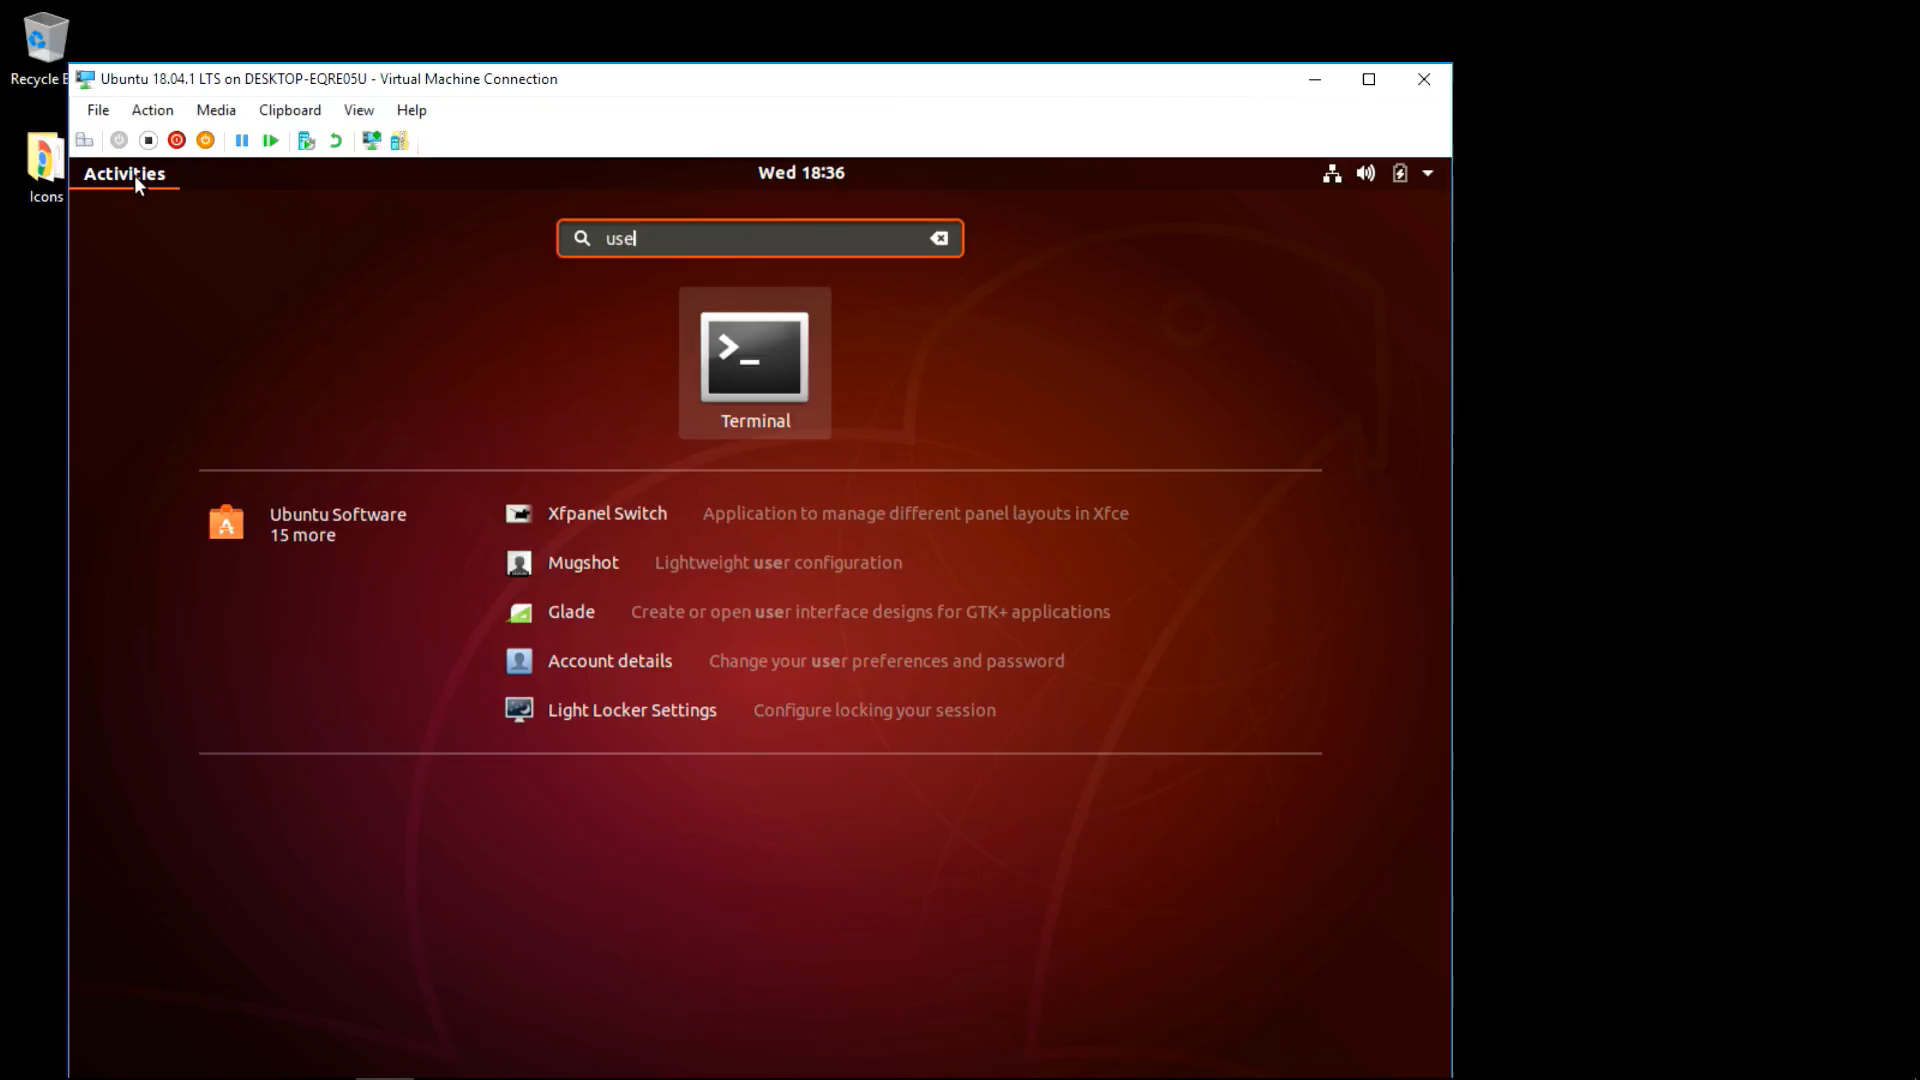 Recycle B
Icons
Ubuntu 18.04.1 LTS on DESKTOP-EQRE05U - Virtual Machine Connection
File Action Media Clipboard View Help
Activities
Wed 18:36
use
Terminal
Ubuntu Software
15 more
Xfpanel Switch Application to manage different panel layouts in Xfce
Mugshot Lightweight user configuration
Glade Create or open user interface designs for GTK+ applications
Account details Change your user preferences and password
Light Locker Settings Configure locking your session